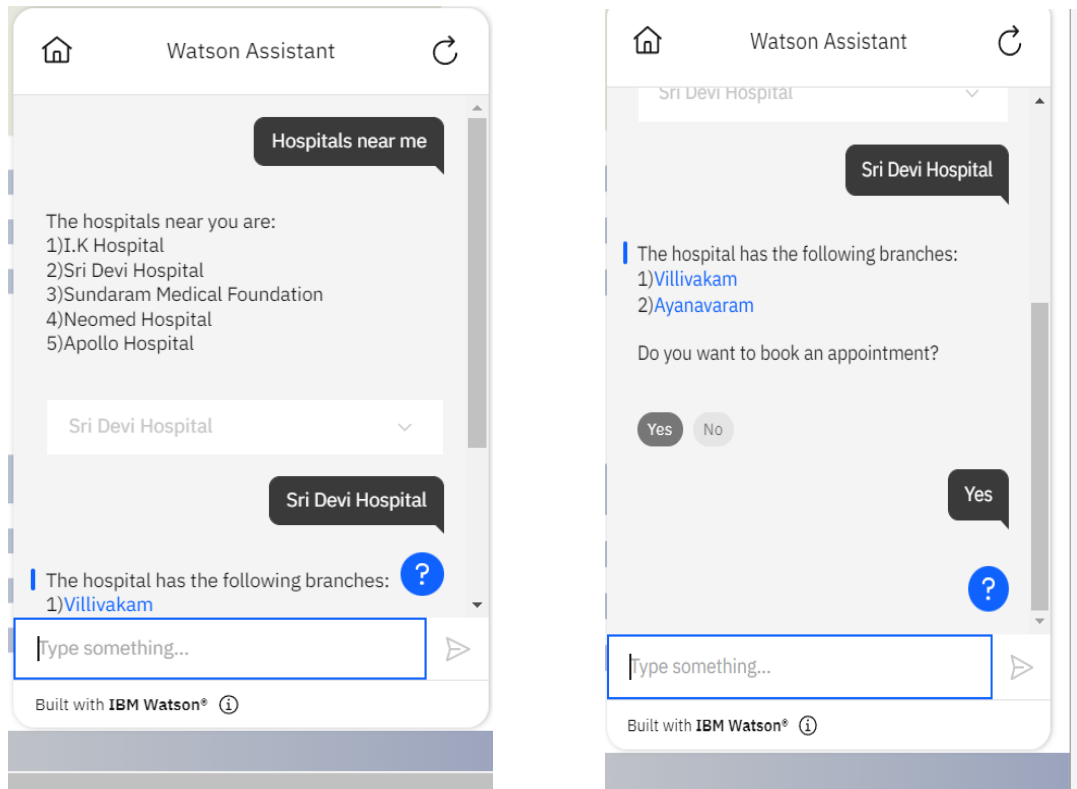 Watson Assistant
Hospitals near me
The hospitals near you are:
1)I.K Hospital
2)Sri Devi Hospital
3)Sundaram Medical Foundation
4)Neomed Hospital
5)Apollo Hospital
Sri Devi Hospital
Sri Devi Hospital
The hospital has the following branches:
1)Villivakam
?
Type something...
Built with IBM Watson®
Watson Assistant
Sri Devi Hospital
Sri Devi Hospital
The hospital has the following branches:
1)Villivakam
2)Ayanavaram
Do you want to book an appointment?
Yes No
Yes
?
Type something...
Built with IBM Watson®